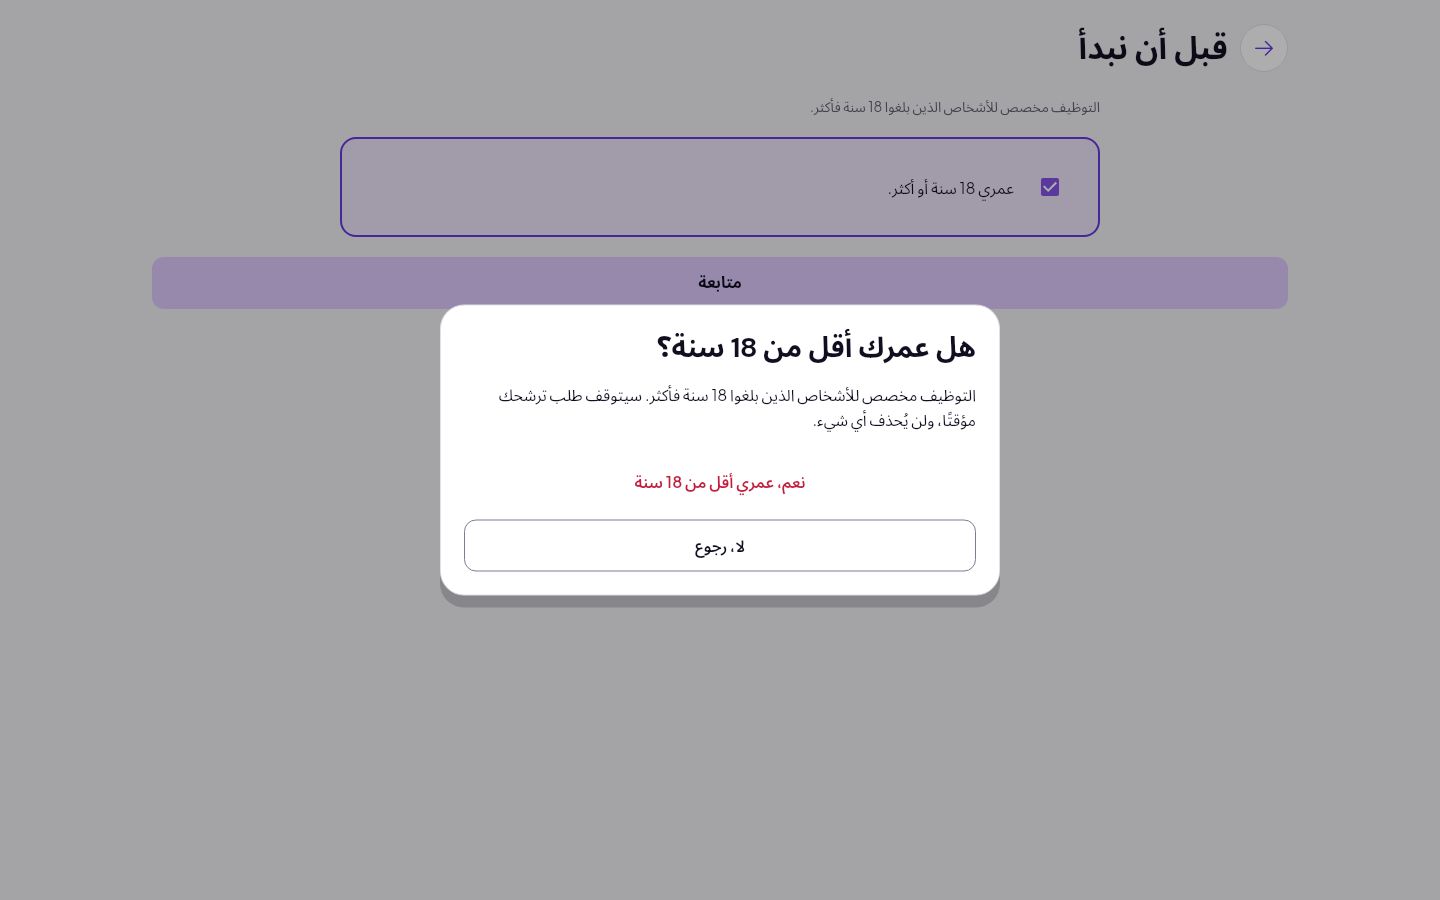 قبل أن نبدأ
التوظيف مخصص للأشخاص الذين بلغوا 18 سنة فأكثر.
عمري 18 سنة أو أكثر.
متابعة
هل عمرك أقل من 18 سنة؟
التوظيف مخصص للأشخاص الذين بلغوا 18 سنة فأكثر. سيتوقف طلب ترشحك
مؤقتًا، ولن يُحذف أي شيء.
نعم، عمري أقل من 18 سنة
لا، رجوع